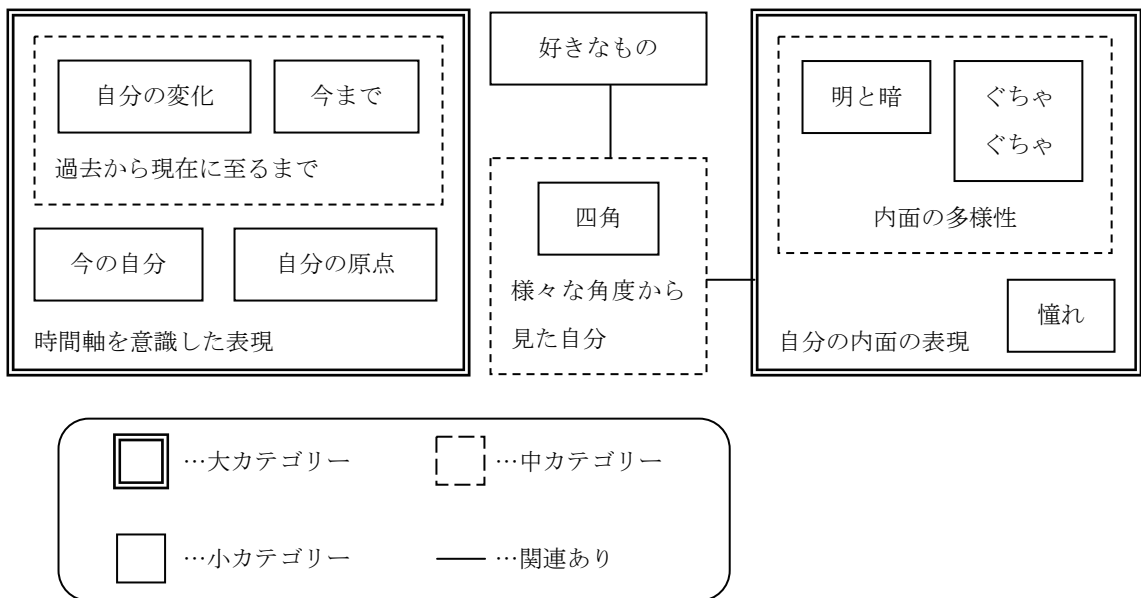 自分の変化
今まで
過去から現在に至るまで
今の自分
自分の原点
時間軸を意識した表現
好きなもの
四角
様々な角度から
見た自分
明と暗
ぐちゃ
ぐちゃ
内面の多様性
憧れ
自分の内面の表現
…大カテゴリー
…中カテゴリー
…小カテゴリー
…関連あり